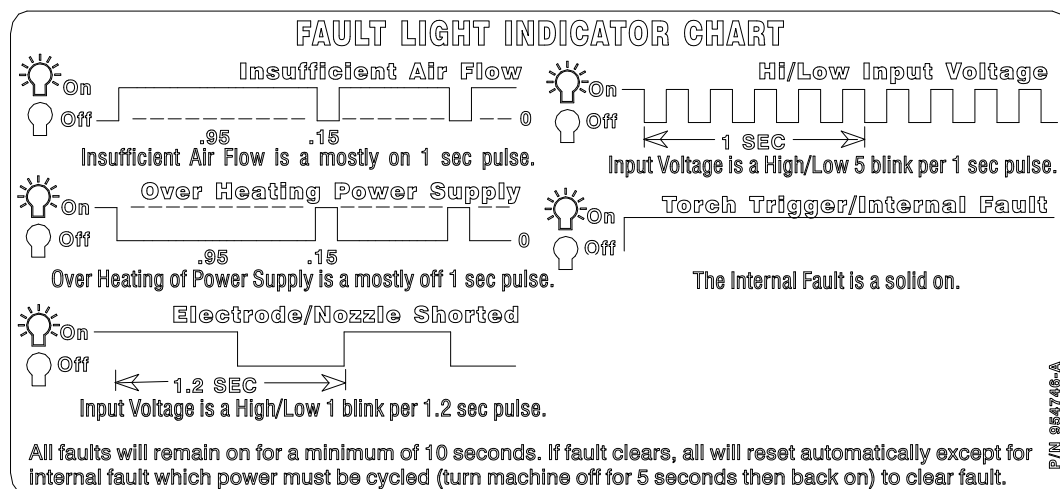 FAULT LIGHT INDICATOR CHART
Insufficient Air Flow
On
Off
0
.95
.15
Insufficient Air Flow is a mostly on 1 sec pulse.
Over Heating Power Supply
On
Off
0
.95
.15
Over Heating of Power Supply is a mostly off 1 sec pulse.
Electrode/Nozzle Shorted
On
Off
1.2 SEC
Input Voltage is a High/Low 1 blink per 1.2 sec pulse.
Hi/Low Input Voltage
On
Off
1 SEC
Input Voltage is a High/Low 5 blink per 1 sec pulse.
Torch Trigger/Internal Fault
On
Off
The Internal Fault is a solid on.
All faults will remain on for a minimum of 10 seconds. If fault clears, all will reset automatically except for
internal fault which power must be cycled (turn machine off for 5 seconds then back on) to clear fault.
P/N 954746-A